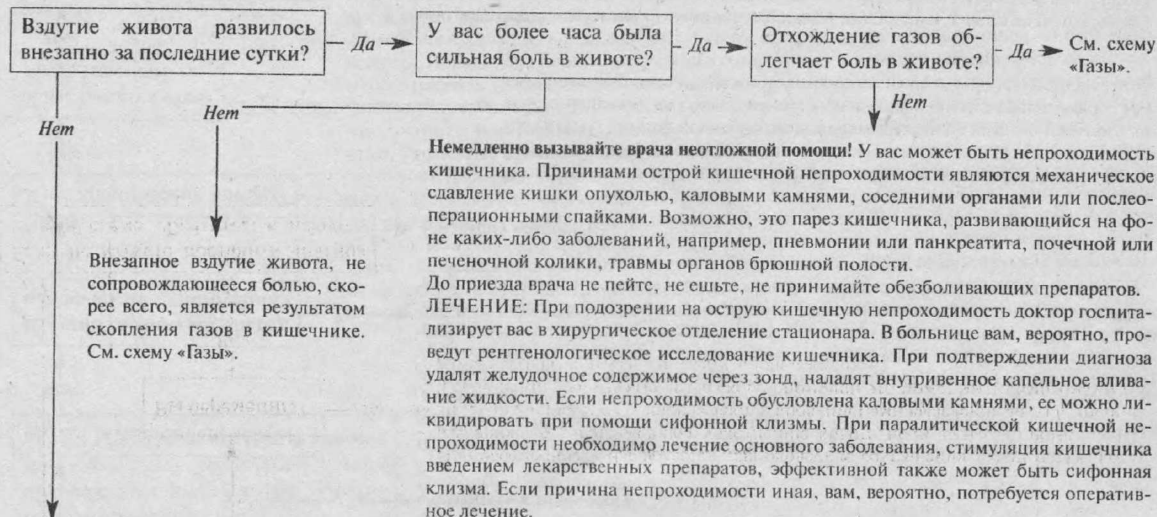 Вздутие живота развилось
внезапно за последние сутки?
Да
У вас более часа была
сильная боль в животе?
Да
Отхождение газов об-
легчает боль в животе?
Да
См. схему
«Газы».
Нет
Нет
Нет
Внезапное вздутие живота, не
сопровождающееся болью, ско-
рее всего, является результатом
скопления газов в кишечнике.
См. схему «Газы».
Немедленно вызывайте врача неотложной помощи! У вас может быть непроходимость
кишечника. Причинами острой кишечной непроходимости являются механическое
сдавление кишки опухолью, каловыми камнями, соседними органами или после-
операционными спайками. Возможно, это парез кишечника, развивающийся на фо-
не каких-либо заболеваний, например, пневмонии или панкреатита, почечной или
печеночной колики, травмы органов брюшной полости.
До приезда врача не пейте, не ешьте, не принимайте обезболивающих препаратов.
ЛЕЧЕНИЕ: При подозрении на острую кишечную непроходимость доктор госпита-
лизирует вас в хирургическое отделение стационара. В больнице вам, вероятно, про-
ведут рентгенологическое исследование кишечника. При подтверждении диагноза
удалят желудочное содержимое через зонд, наладят внутривенное капельное влива-
ние жидкости. Если непроходимость обусловлена каловыми камнями, ее можно ли-
квидировать при помощи сифонной клизмы. При паралитической кишечной не-
проходимости необходимо лечение основного заболевания, стимуляция кишечника
введением лекарственных препаратов, эффективной также может быть сифонная
клизма. Если причина непроходимости иная, вам, вероятно, потребуется оператив-
ное лечение.